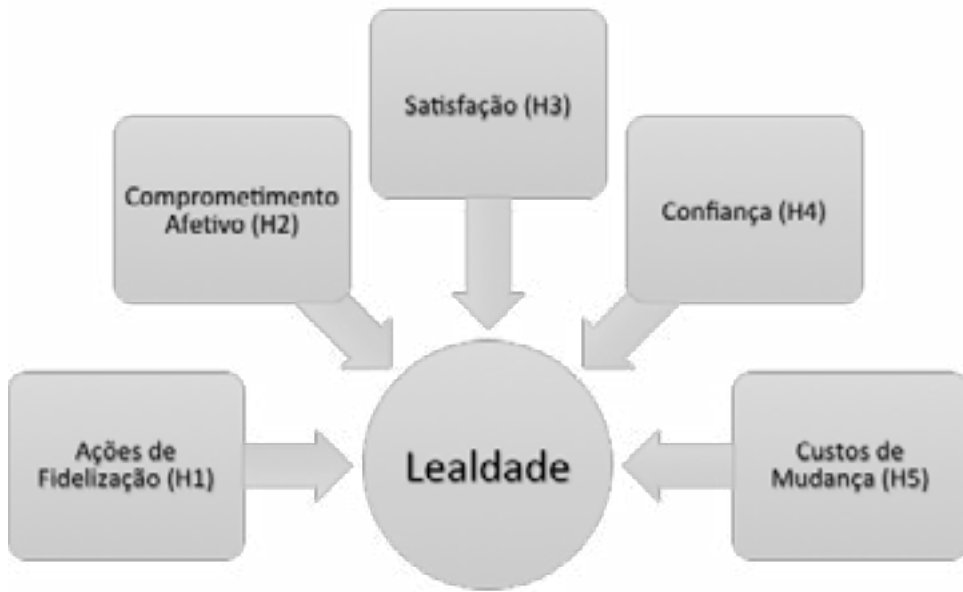 Satisfação (H3)
Comprometimento
Afetivo (H2)
Confiança (H4)
Ações de
Fidelização (H1)
Lealdade
Custos de
Mudança (H5)